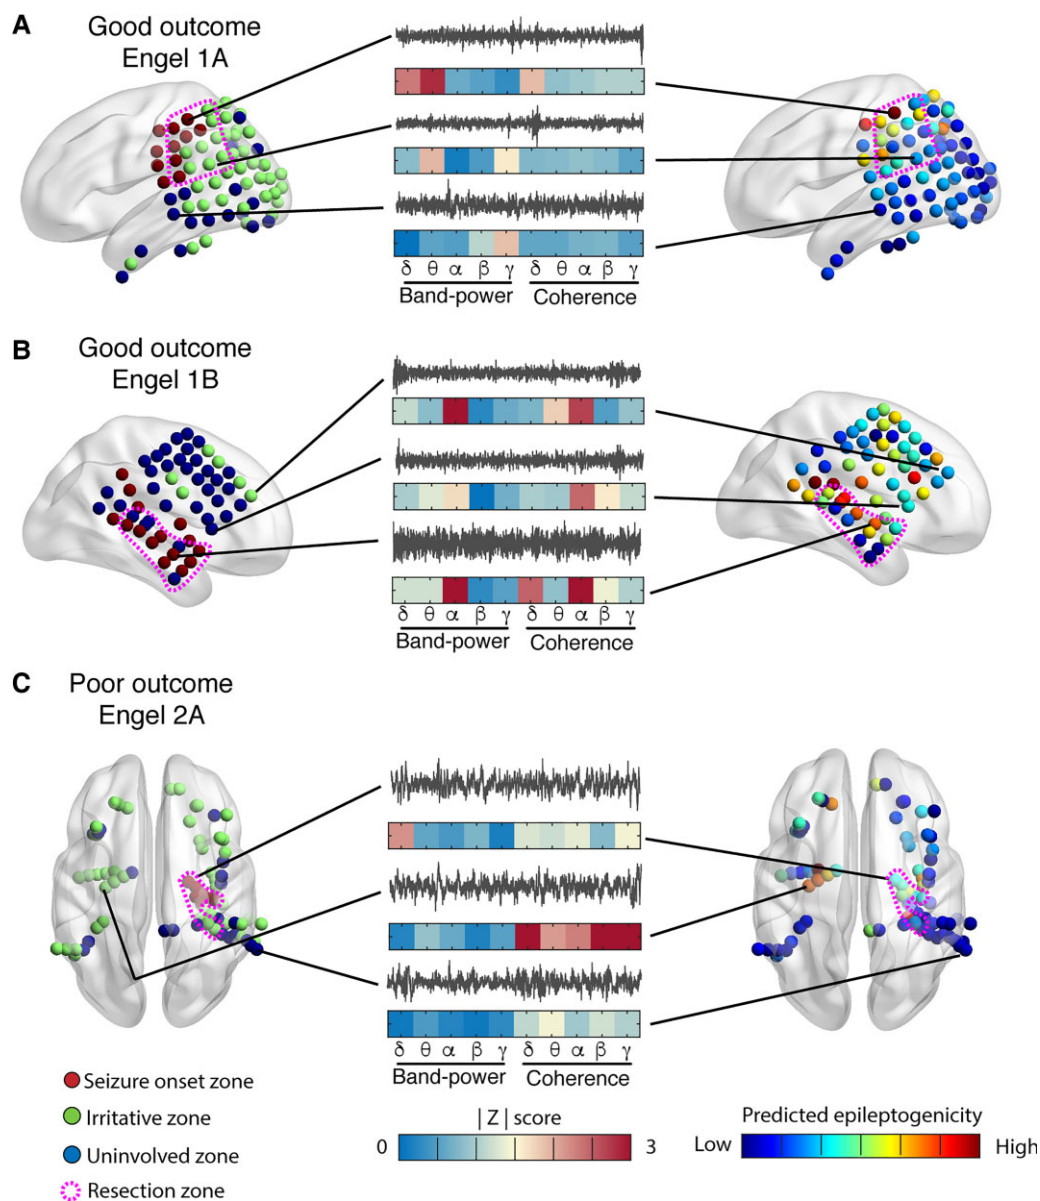 A
Good outcome
Engel 1A
δ θ α β γ δ θ α β γ
Band-power Coherence
B
Good outcome
Engel 1B
δ θ α β γ δ θ α β γ
Band-power Coherence
C
Poor outcome
Engel 2A
δ θ α β γ δ θ α β γ
Band-power Coherence
Seizure onset zone
Irritative zone
Uninvolved zone
Resection zone
| Z | score
0 3
Predicted epileptogenicity
Low High